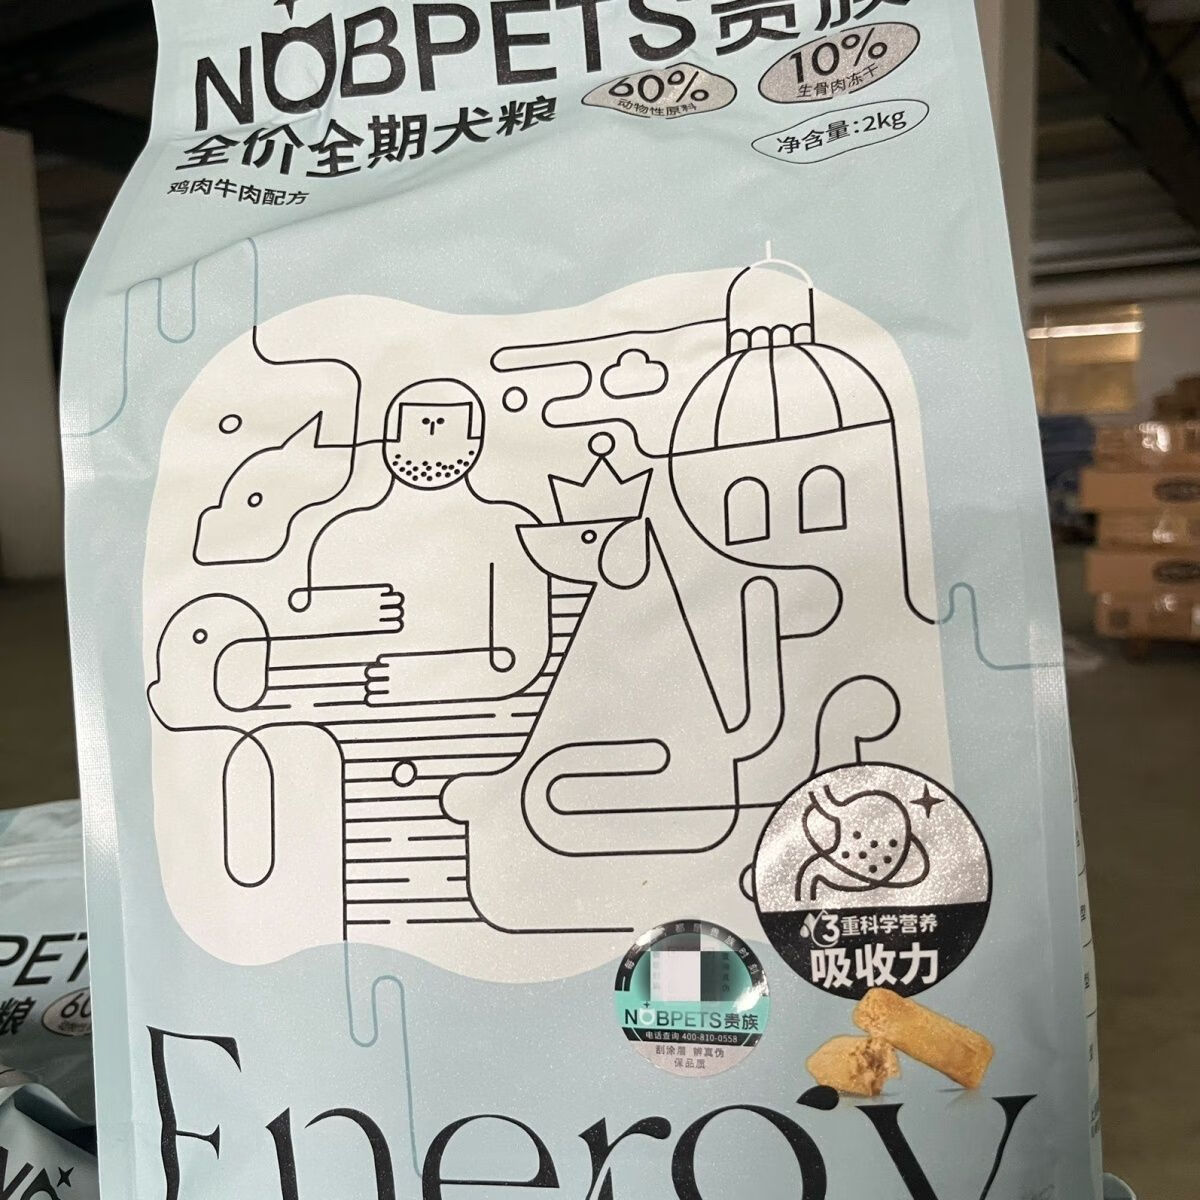 NOBPETS贵族
60%
动物性原料
10%
生骨肉冻干
全价全期犬粮
净含量:2kg
鸡肉牛肉配方
3重科学营养
吸收力
NOBPETS贵族
电话查询 400-810-0558
刮涂层 辨真伪
保品质
Energy
PET
粮
60